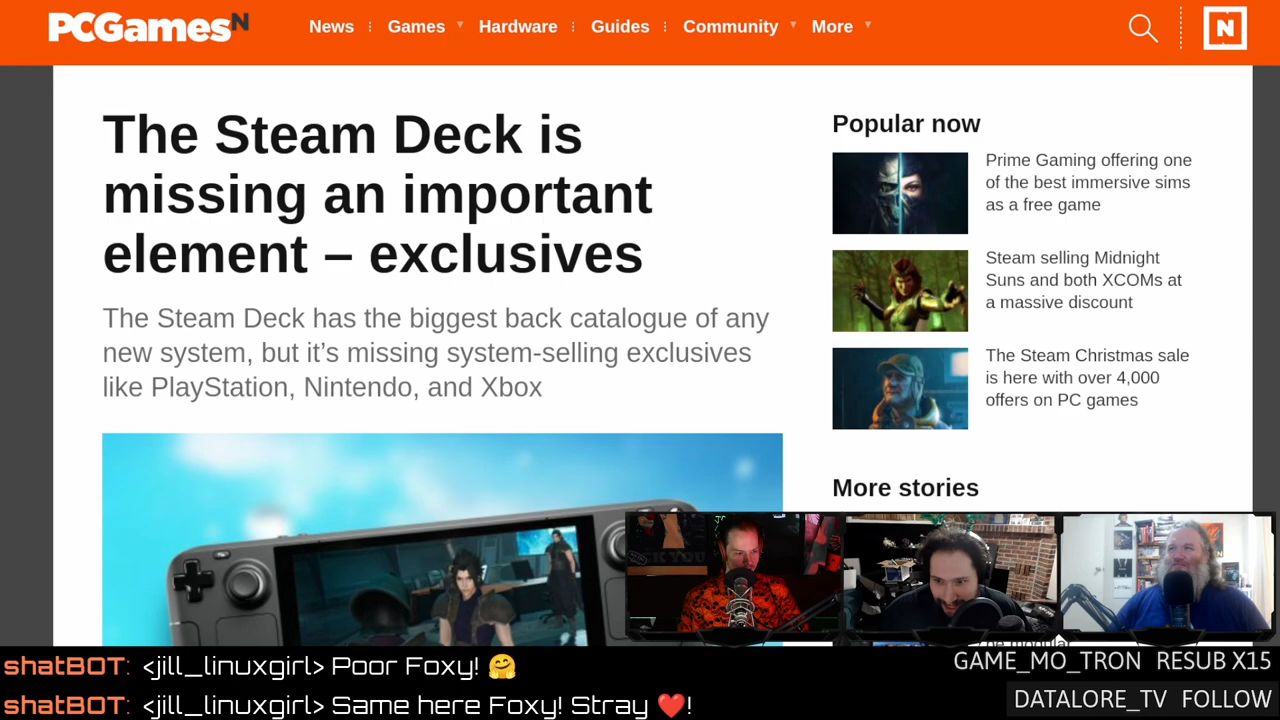 PCGamesN
News
Games
Hardware
Guides
Community
More
N
The Steam Deck is
missing an important
element – exclusives
The Steam Deck has the biggest back catalogue of any
new system, but it's missing system-selling exclusives
like PlayStation, Nintendo, and Xbox
Popular now
Prime Gaming offering one
of the best immersive sims
as a free game
Steam selling Midnight
Suns and both XCOMs at
a massive discount
The Steam Christmas sale
is here with over 4,000
offers on PC games
More stories
shatBOT: <jill_linuxgirl> Poor Foxy! 🤗
shatBOT: <jill_linuxgirl> Same here Foxy! Stray ❤️!
GAME_MO_TRON RESUB X15
DATALORE_TV FOLLOW